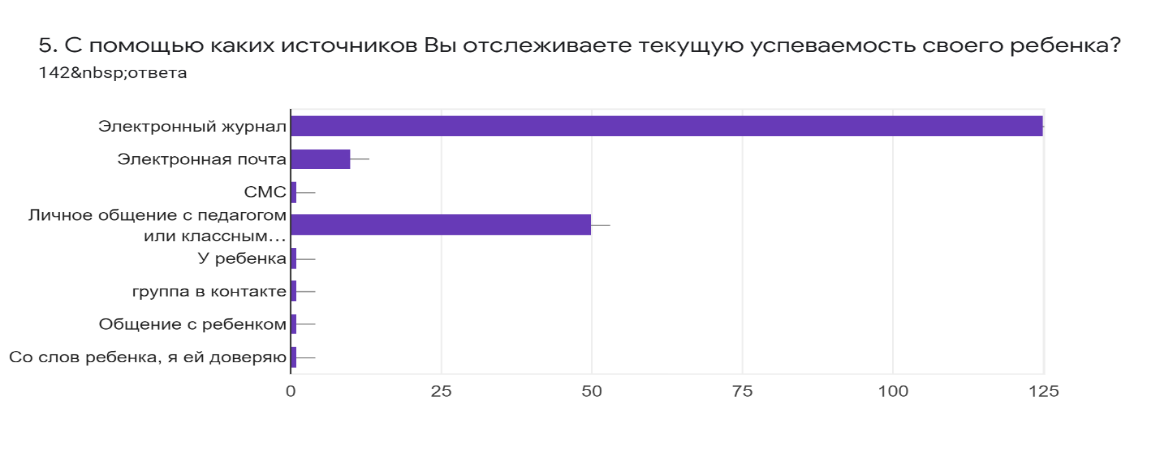 5. С помощью каких источников Вы отслеживаете текущую успеваемость своего ребенка?
142&nbsp;ответа
Электронный журнал
Электронная почта
СМС
Личное общение с педагогом
или классным…
У ребенка
группа в контакте
Общение с ребенком
Со слов ребенка, я ей доверяю
0 25 50 75 100 125